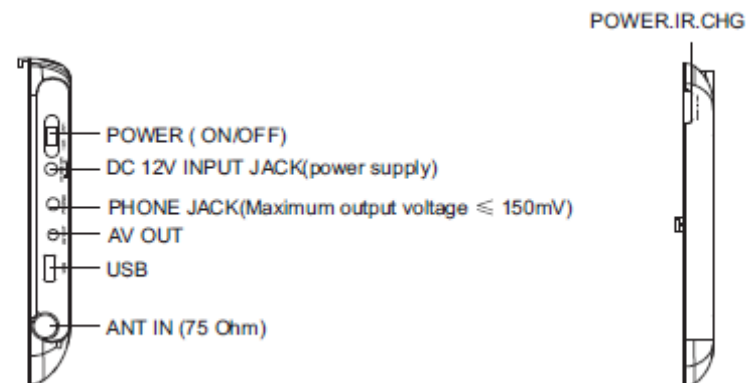 POWER.IR.CHG
POWER ( ON/OFF)
DC 12V INPUT JACK(power supply)
PHONE JACK(Maximum output voltage ≤ 150mV)
AV OUT
USB
ANT IN (75 Ohm)